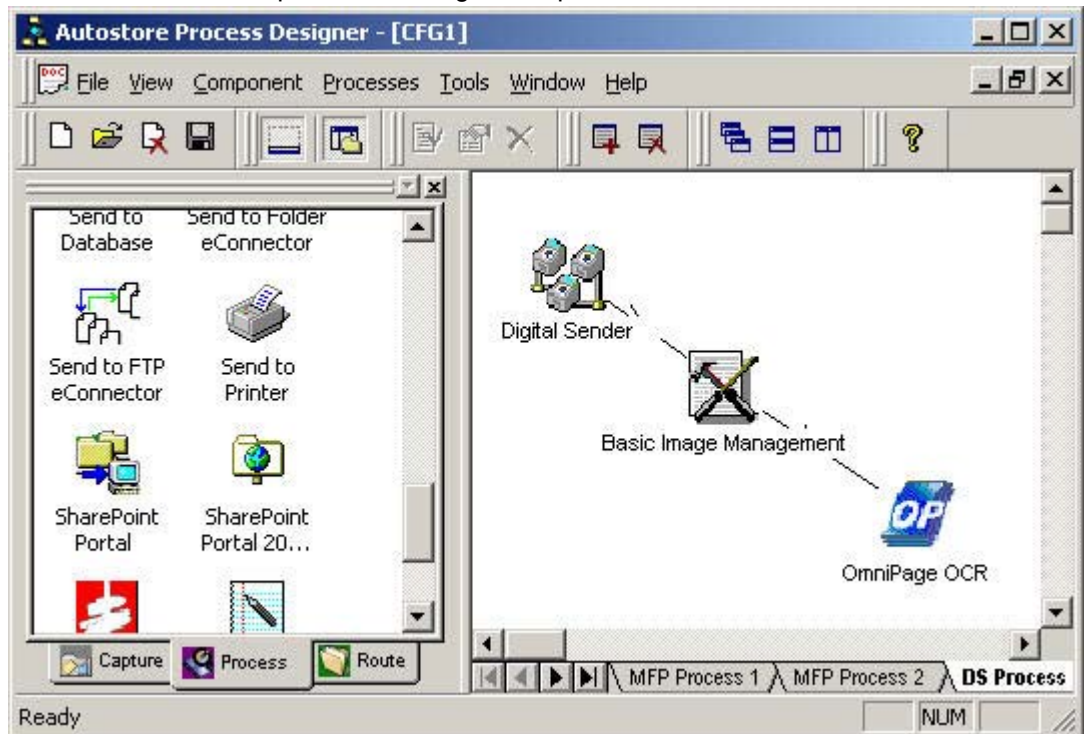 Autostore Process Designer - [CFG1]
DOC
File View Component Processes Tools Window Help
Send to Database
Send to Folder eConnector
Send to FTP eConnector
Send to Printer
SharePoint Portal
SharePoint Portal 20...
Capture
Process
Route
Digital Sender
Basic Image Management
OP
OmniPage OCR
MFP Process 1
MFP Process 2
DS Process
Ready
NUM